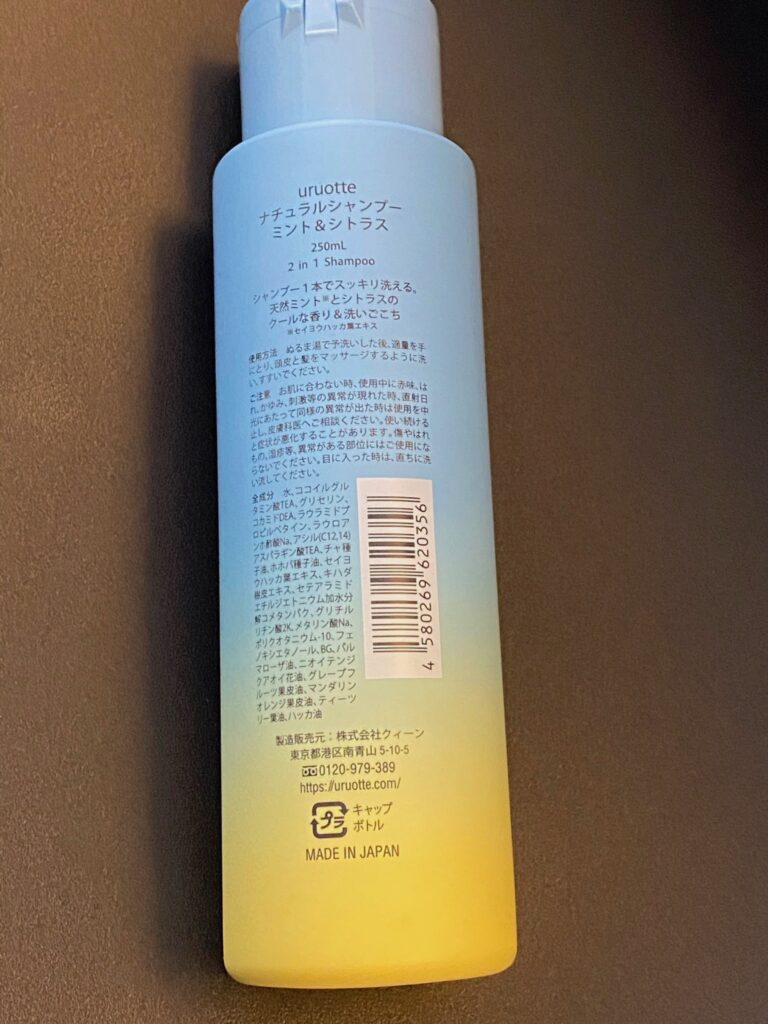 uruotte
ナチュラルシャンプー
ミント&シトラス
250mL
2 in 1 Shampoo
シャンプー1本でスッキリ洗える。
天然ミント※とシトラスの
クールな香り&洗いごこち
※セイヨウハッカ葉エキス
使用方法 ぬるま湯で予洗いした後、適量を手
にとり、頭皮と髪をマッサージするように洗
い、すすいでください。
ご注意 お肌に合わない時、使用中に赤味、は
れ、かゆみ、刺激等の異常が現れた時、直射日
光にあたって同様の異常が出た時は使用を中
止し、皮膚科医へご相談ください。使い続ける
と症状が悪化することがあります。傷やはれ
もの、湿疹等、異常がある部位にはご使用にな
らないでください。目に入った時は、直ちに洗
い流してください。
全成分 水、ココイルグル
タミン酸TEA、グリセリン、
コカミドDEA、ラウラミドプ
ロピルベタイン、ラウロア
ンホ酢酸Na、アシル(C12,14)
アスパラギン酸TEA、チャ種
子油、ホホバ種子油、セイヨ
ウハッカ葉エキス、キハダ
樹皮エキス、セテアラミド
エチルジエトニウム加水分
解コメタンパク、グリチル
リチン酸2K、メタリン酸Na、
ポリクオタニウム-10、フェ
ノキシエタノール、BG、パル
マローザ油、ニオイテンジ
クアオイ花油、グレープフ
ルーツ果皮油、マンダリン
オレンジ果皮油、ティーツ
リー葉油、ハッカ油
4 580269 620356
製造販売元:株式会社クィーン
東京都港区南青山 5-10-5
0120-979-389
https://uruotte.com/
プラ
キャップ
ボトル
MADE IN JAPAN